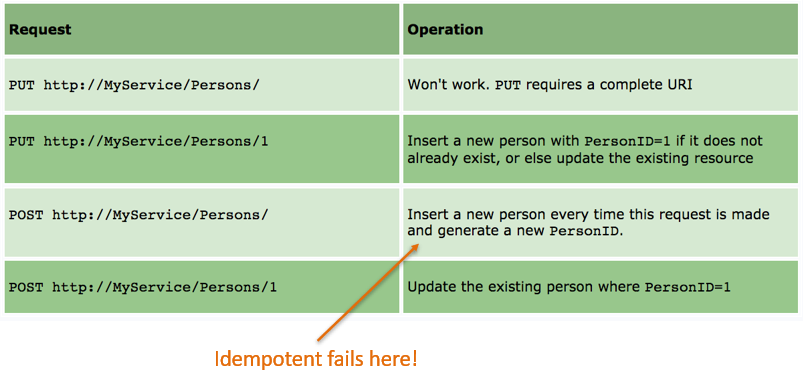 Request Operation
PUT http://MyService/Persons/ Won't work. PUT requires a complete URI
PUT http://MyService/Persons/1 Insert a new person with PersonID=1 if it does not
already exist, or else update the existing resource
POST http://MyService/Persons/ Insert a new person every time this request is made
and generate a new PersonID.
POST http://MyService/Persons/1 Update the existing person where PersonID=1
Idempotent fails here!